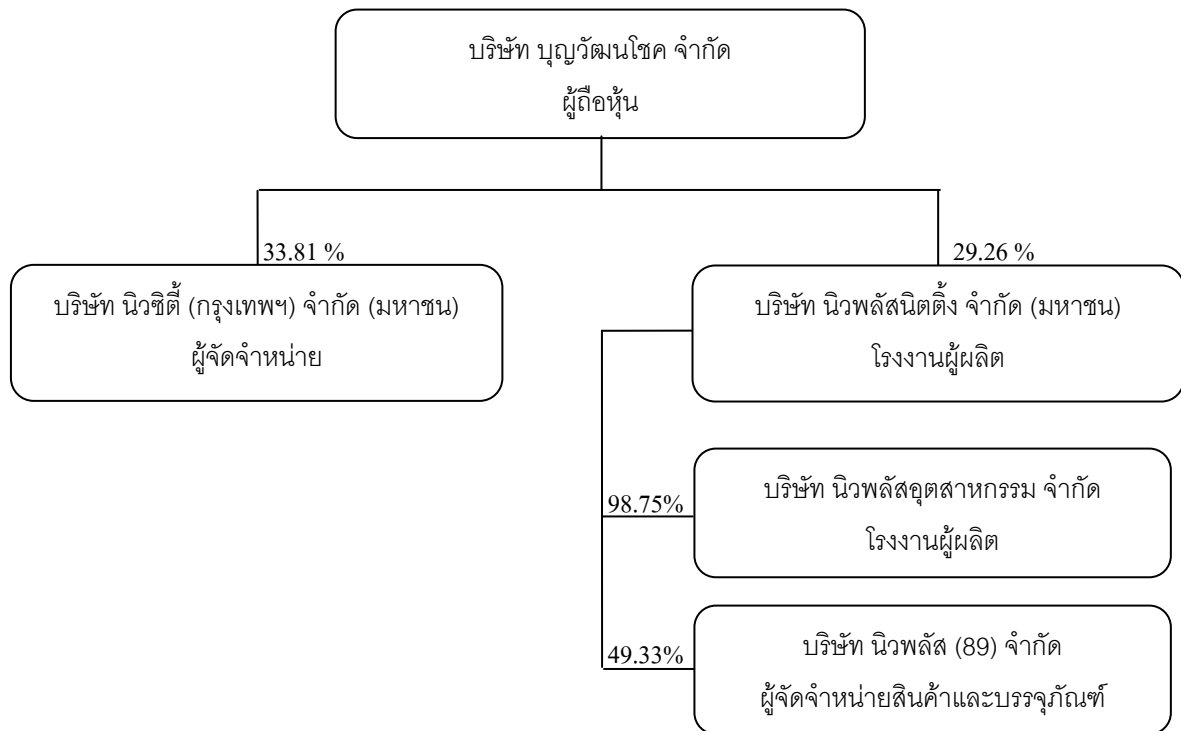 บริษัท บุญวัฒนโชค จำกัด
ผู้ถือหุ้น
33.81 %
29.26 %
บริษัท นิวซิตี้ (กรุงเทพฯ) จำกัด (มหาชน)
ผู้จัดจำหน่าย
บริษัท นิวพลัสนิตติ้ง จำกัด (มหาชน)
โรงงานผู้ผลิต
98.75%
บริษัท นิวพลัสอุตสาหกรรม จำกัด
โรงงานผู้ผลิต
49.33%
บริษัท นิวพลัส (89) จำกัด
ผู้จัดจำหน่ายสินค้าและบรรจุภัณฑ์